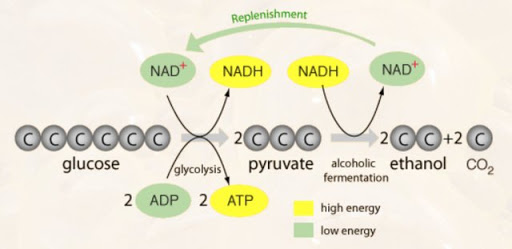 Replenishment
NAD+ NADH NADH NAD+
C C C C C C 2 C C C 2 C C +2 C
glucose glycolysis pyruvate alcoholic fermentation ethanol CO2
2 ADP 2 ATP
high energy
low energy